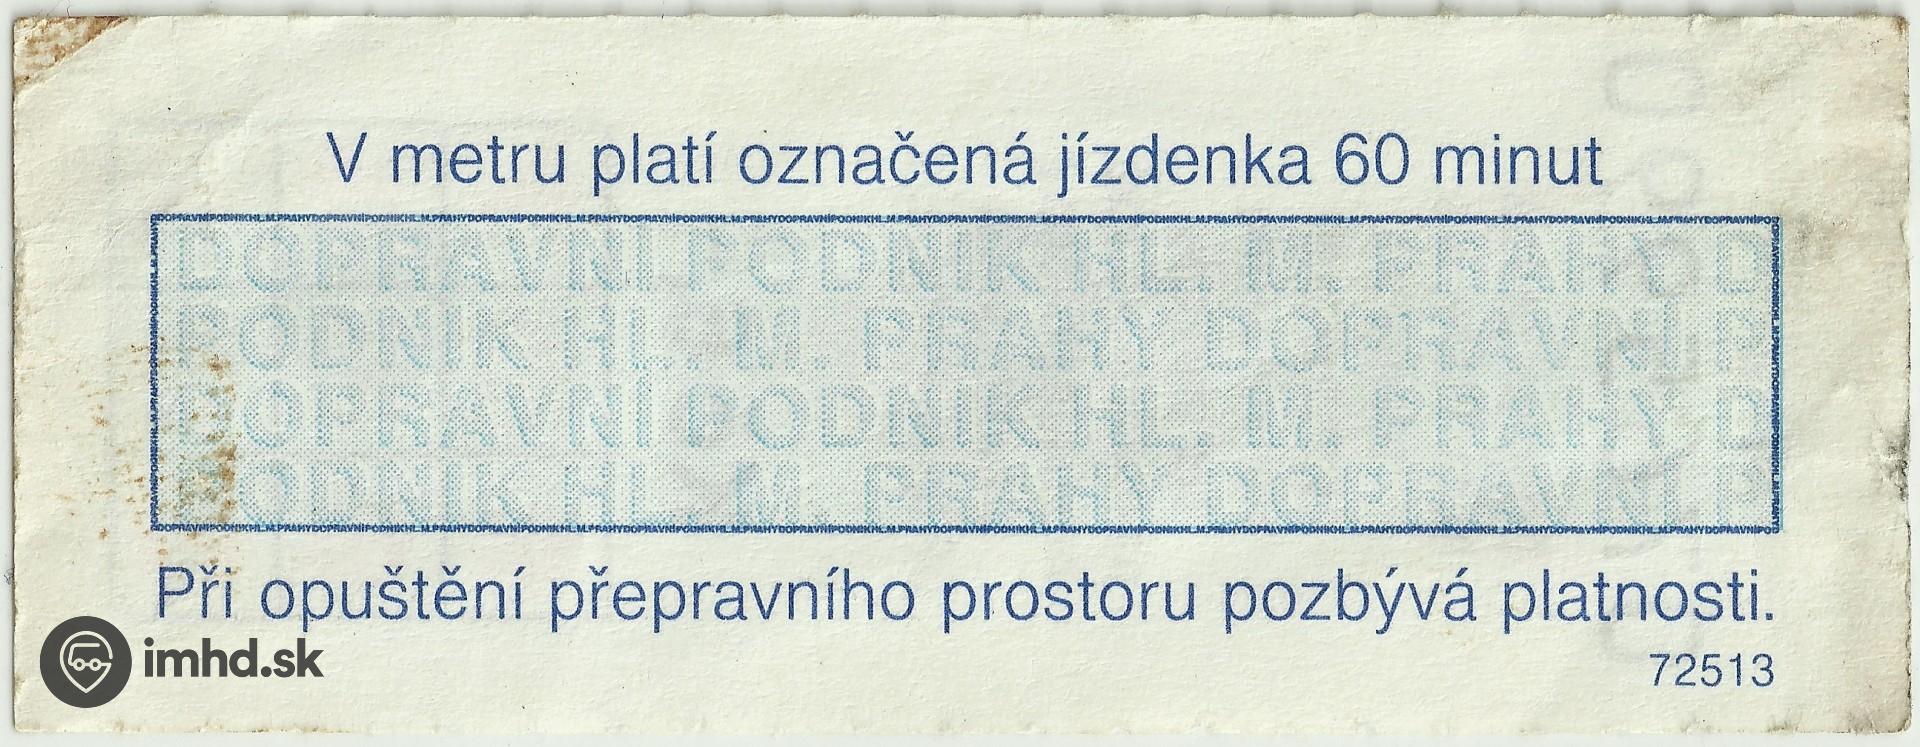 V metru platí označená jízdenka 60 minut
DOPRAVNÍ PODNIK HL. M. PRAHY D
PODNIK HL. M. PRAHY DOPRAVNÍ P
DOPRAVNÍ PODNIK HL. M. PRAHY D
PODNIK HL. M. PRAHY DOPRAVNÍ P
Při opuštění přepravního prostoru pozbývá platnosti.
imhd.sk
72513